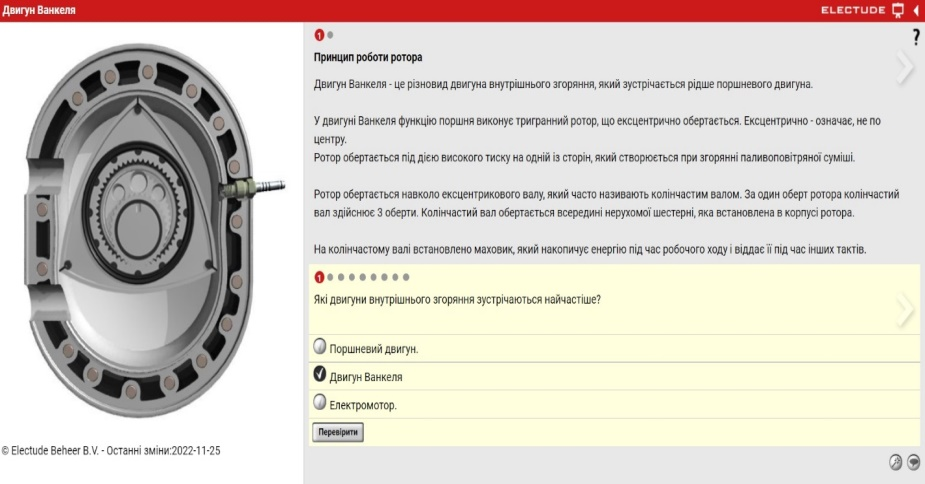 Двигун Ванкеля
ELECTUDE
1
?
Принцип роботи ротора
Двигун Ванкеля - це різновид двигуна внутрішнього згоряння, який зустрічається рідше поршневого двигуна.
У двигуні Ванкеля функцію поршня виконує тригранний ротор, що ексцентрично обертається. Ексцентрично - означає, не по
центру.
Ротор обертається під дією високого тиску на одній із сторін, який створюється при згорянні паливоповітряної суміші.
Ротор обертається навколо ексцентрикового валу, який часто називають колінчастим валом. За один оберт ротора колінчастий
вал здійснює 3 оберти. Колінчастий вал обертається всередині нерухомої шестерні, яка встановлена в корпусі ротора.
На колінчастому валі встановлено маховик, який накопичує енергію під час робочого ходу і віддає її під час інших тактів.
1
Які двигуни внутрішнього згоряння зустрічаються найчастіше?
Поршневий двигун.
Двигун Ванкеля
Електромотор.
Перевірити
© Electude Beheer B.V. - Останні зміни:2022-11-25